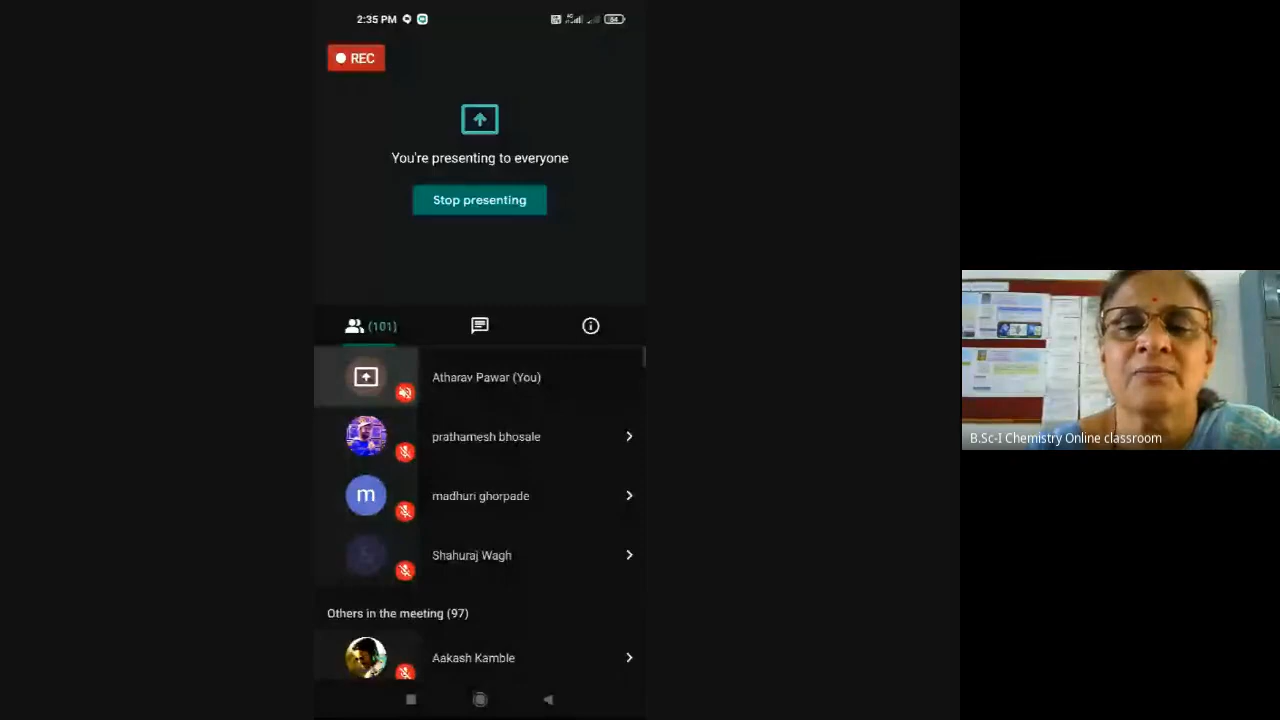 2:35 PM
64
REC
You're presenting to everyone
Stop presenting
(101)
Atharav Pawar (You)
prathamesh bhosale
m
madhuri ghorpade
Shahuraj Wagh
Others in the meeting (97)
Aakash Kamble
B.Sc-I Chemistry Online classroom